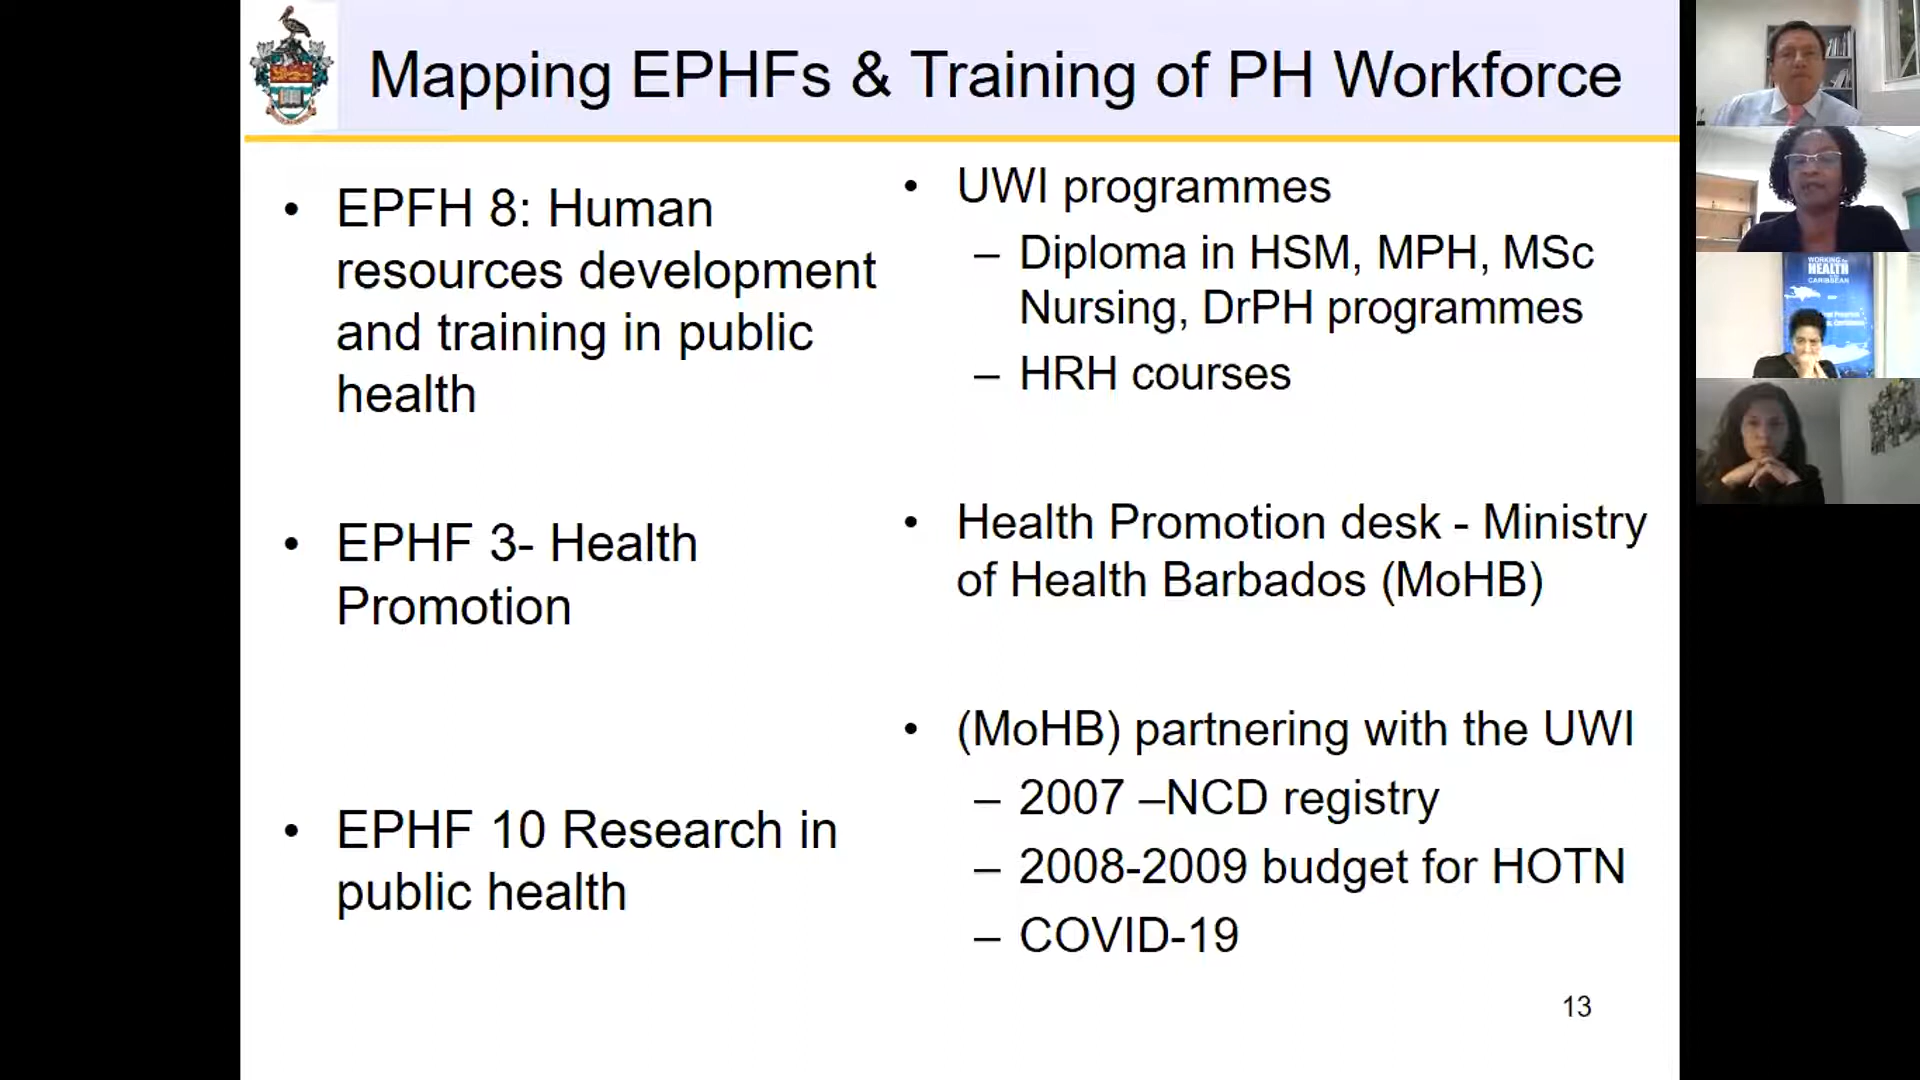 Mapping EPHFs & Training of PH Workforce
• EPFH 8: Human
resources development
and training in public
health
• EPHF 3- Health
Promotion
• EPHF 10 Research in
public health
• UWI programmes
– Diploma in HSM, MPH, MSc
Nursing, DrPH programmes
– HRH courses
• Health Promotion desk - Ministry
of Health Barbados (MoHB)
• (MoHB) partnering with the UWI
– 2007 –NCD registry
– 2008-2009 budget for HOTN
– COVID-19
13
WORKING
HEALTH
CARIBBEAN